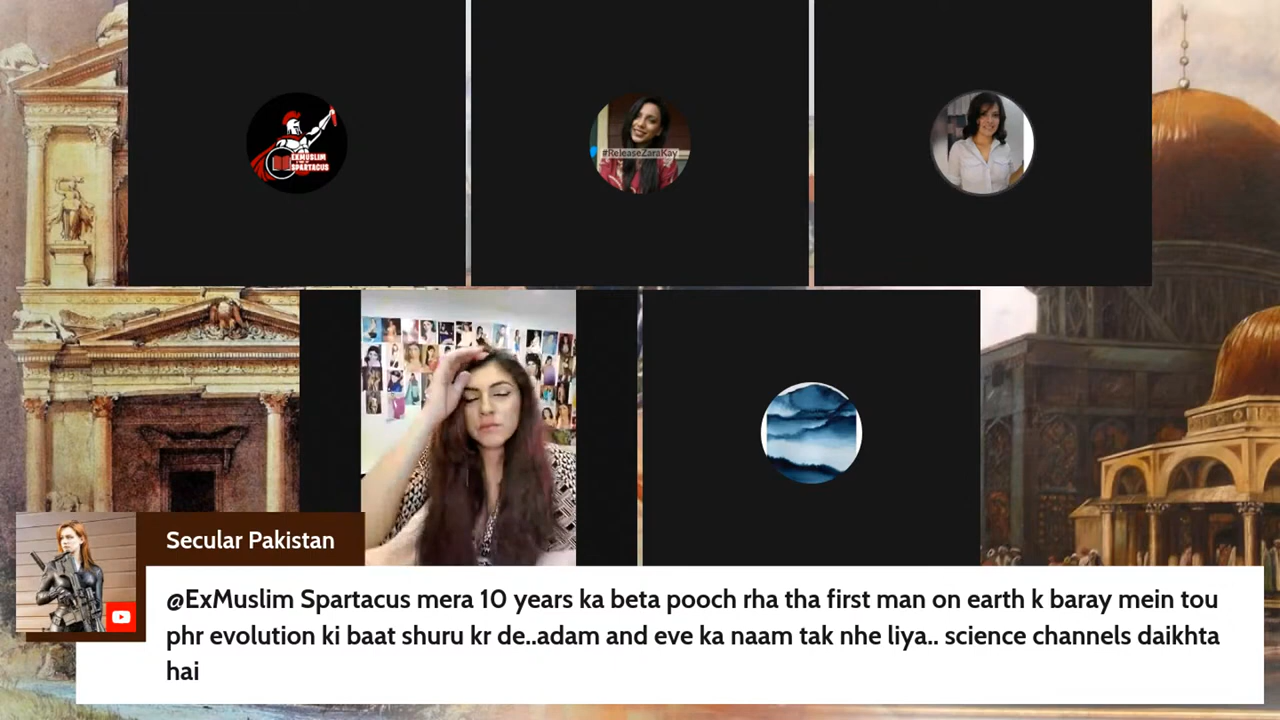 EXMUSLIM
SPARTACUS
#ReleaseZaraKay
Secular Pakistan
@ExMuslim Spartacus mera 10 years ka beta pooch rha tha first man on earth k baray mein tou
phr evolution ki baat shuru kr de..adam and eve ka naam tak nhe liya.. science channels daikhta
hai